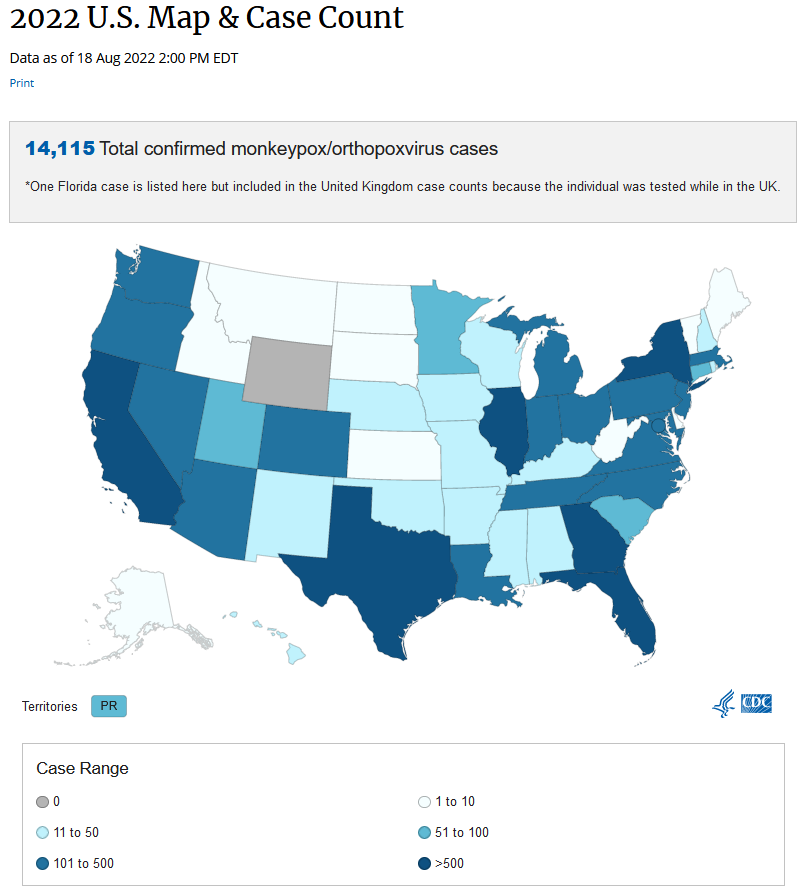 2022 U.S. Map & Case Count
Data as of 18 Aug 2022 2:00 PM EDT
Print
14,115 Total confirmed monkeypox/orthopoxvirus cases
*One Florida case is listed here but included in the United Kingdom case counts because the individual was tested while in the UK.
Territories PR
CDC
Case Range
0
1 to 10
11 to 50
51 to 100
101 to 500
>500